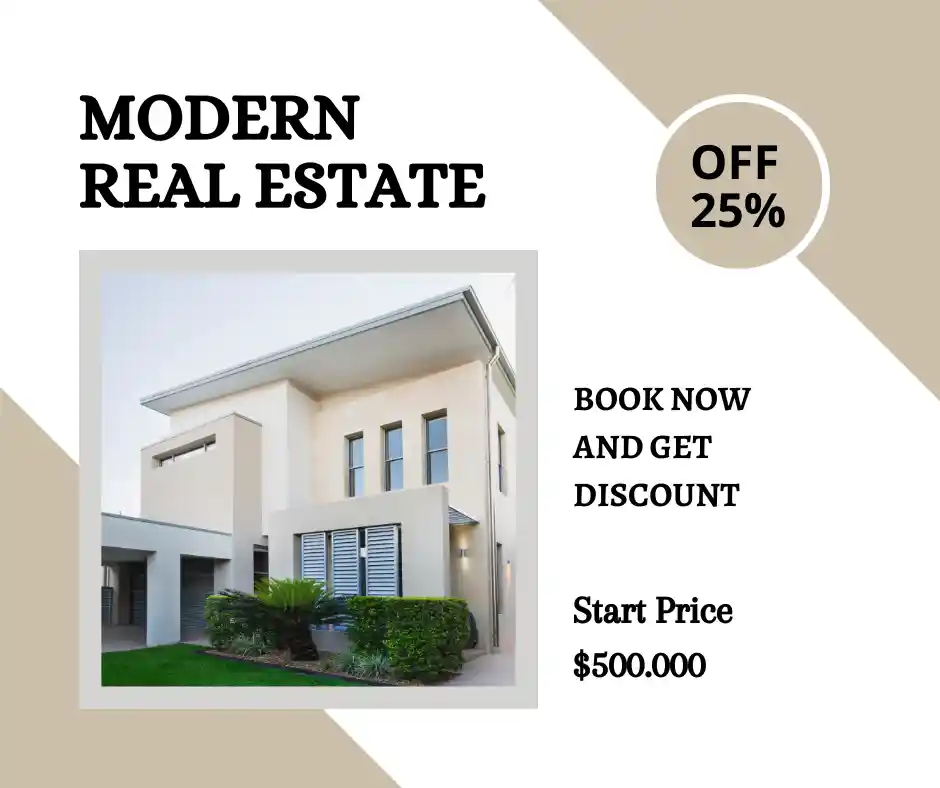 MODERN
REAL ESTATE
OFF
25%
BOOK NOW
AND GET
DISCOUNT
Start Price
$500.000